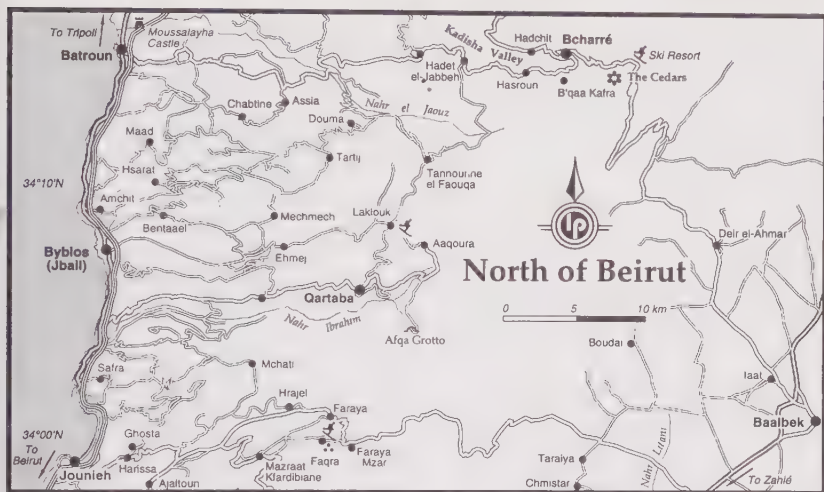 To Tripoli
Batroun
Moussalayha
Castle
Kadisha Valley
Hadchit
Bcharré
Ski Resort
Hadet
el-Jabbeh
Hasroun
B'qaa Kafra
The Cedars
Chabtine
Assia
Nahr el Jaouz
Douma
Maad
Tartij
Tannourine
el Faouqa
Hsarat
34°10'N
Amchit
Bentaael
Mechmech
Laklouk
Aaqoura
Deir el-Ahmar
Byblos
(Jbail)
Ehmej
LP
North of Beirut
Qartaba
0 5 10 km
Nahr Ibrahim
Afqa Grotto
Boudai
Safra
Mchati
Iaat
Hrajel
Faraya
Baalbek
34°00'N
To
Beirut
Ghosta
Harissa
Jounieh
Ajaltoun
Mazraat
Kfardibiane
Faqra
Faraya
Mzar
Taraiya
Nahr Litani
Chmistar
To Zahlé